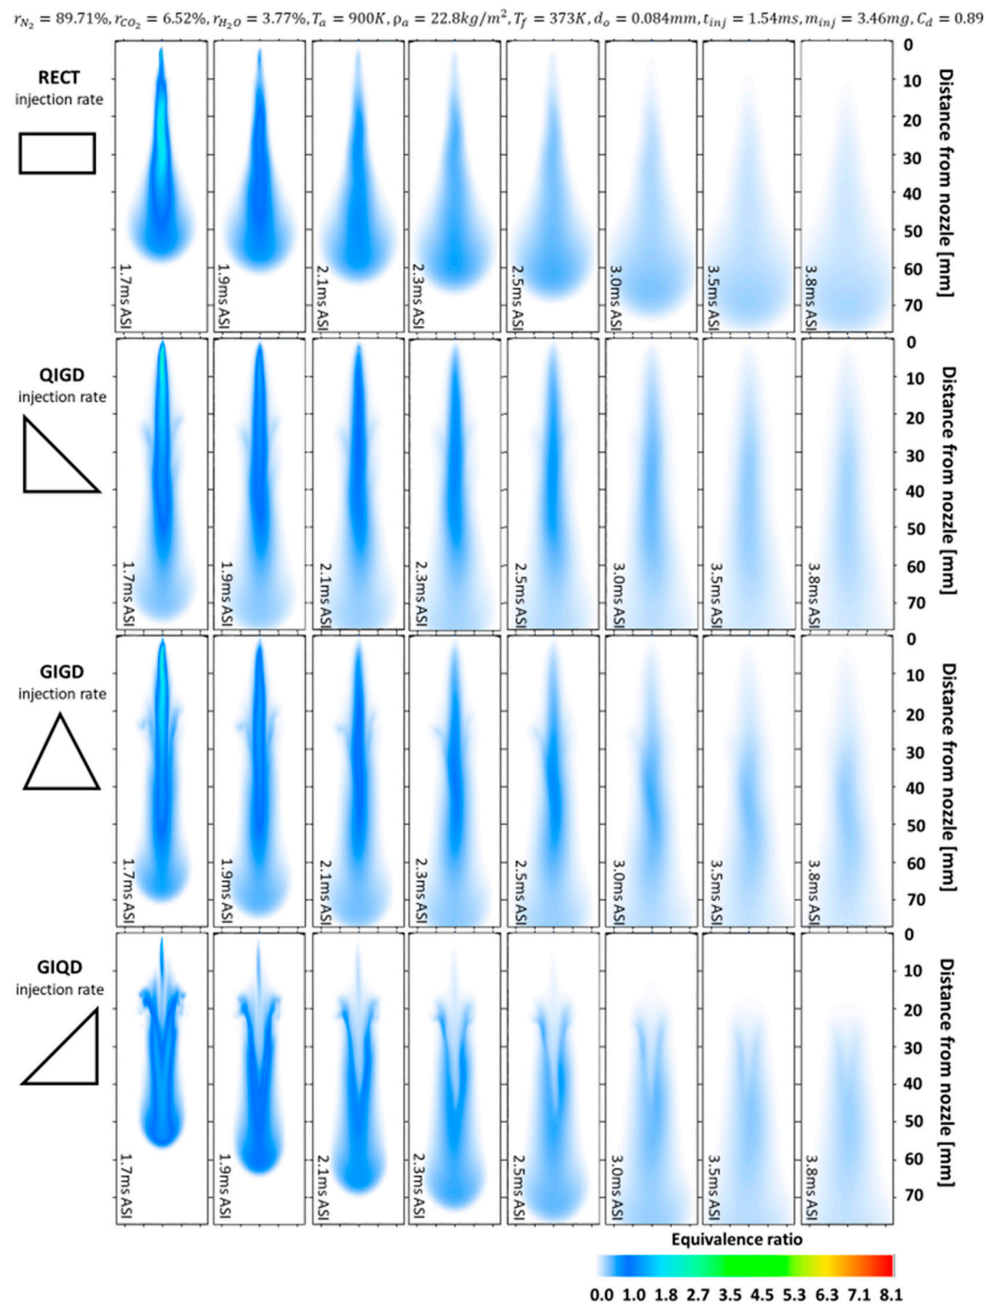 r_{N_2} = 89.71%, r_{CO_2} = 6.52%, r_{H_2O} = 3.77%, T_a = 900K, ρ_a = 22.8kg/m², T_f = 373K, d_o = 0.084mm, t_{inj} = 1.54ms, m_{inj} = 3.46mg, C_d = 0.89
RECT
injection rate
1.7ms ASI
1.9ms ASI
2.1ms ASI
2.3ms ASI
2.5ms ASI
3.0ms ASI
3.5ms ASI
3.8ms ASI
0
10
20
30
40
50
60
70
Distance from nozzle [mm]
QIGD
injection rate
1.7ms ASI
1.9ms ASI
2.1ms ASI
2.3ms ASI
2.5ms ASI
3.0ms ASI
3.5ms ASI
3.8ms ASI
0
10
20
30
40
50
60
70
Distance from nozzle [mm]
GIGD
injection rate
1.7ms ASI
1.9ms ASI
2.1ms ASI
2.3ms ASI
2.5ms ASI
3.0ms ASI
3.5ms ASI
3.8ms ASI
0
10
20
30
40
50
60
70
Distance from nozzle [mm]
GIQD
injection rate
1.7ms ASI
1.9ms ASI
2.1ms ASI
2.3ms ASI
2.5ms ASI
3.0ms ASI
3.5ms ASI
3.8ms ASI
0
10
20
30
40
50
60
70
Distance from nozzle [mm]
Equivalence ratio
0.0 1.0 1.8 2.7 3.5 4.5 5.3 6.3 7.1 8.1